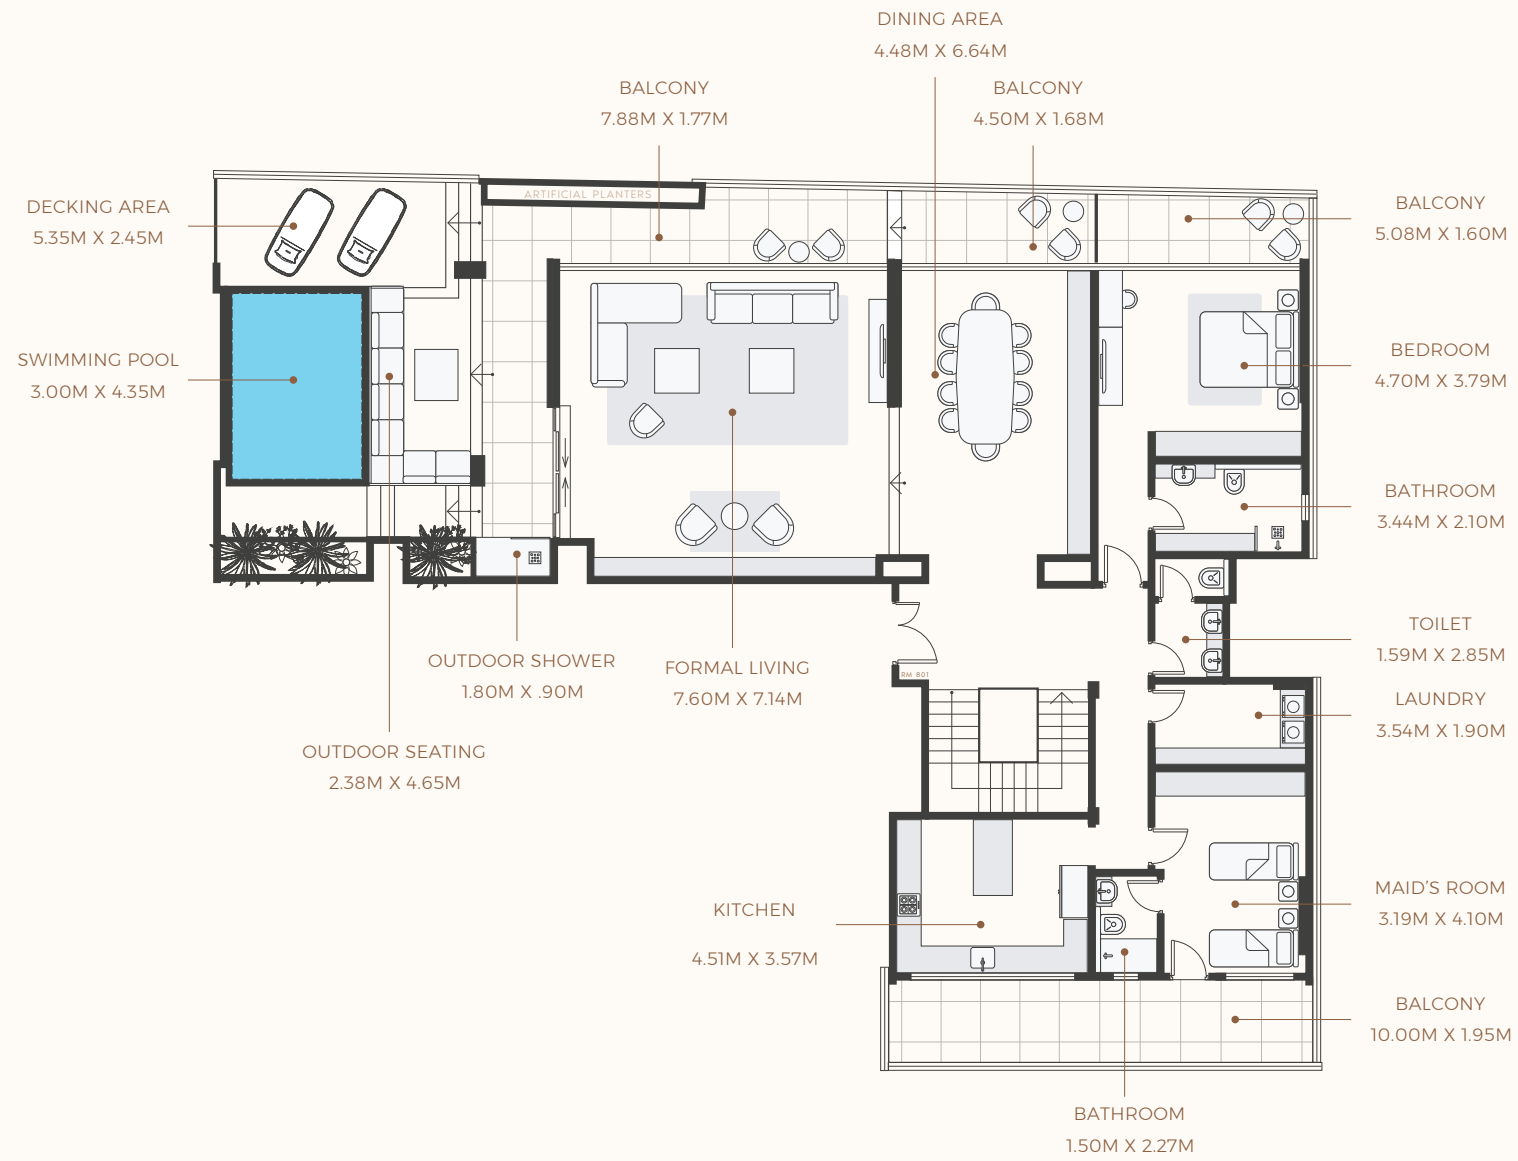 DINING AREA
4.48M X 6.64M
BALCONY
7.88M X 1.77M
BALCONY
4.50M X 1.68M
ARTIFICIAL PLANTERS
DECKING AREA
5.35M X 2.45M
BALCONY
5.08M X 1.60M
SWIMMING POOL
3.00M X 4.35M
BEDROOM
4.70M X 3.79M
BATHROOM
3.44M X 2.10M
TOILET
1.59M X 2.85M
OUTDOOR SHOWER
1.80M X .90M
FORMAL LIVING
7.60M X 7.14M
RM 801
LAUNDRY
3.54M X 1.90M
OUTDOOR SEATING
2.38M X 4.65M
MAID'S ROOM
3.19M X 4.10M
KITCHEN
4.51M X 3.57M
BALCONY
10.00M X 1.95M
BATHROOM
1.50M X 2.27M